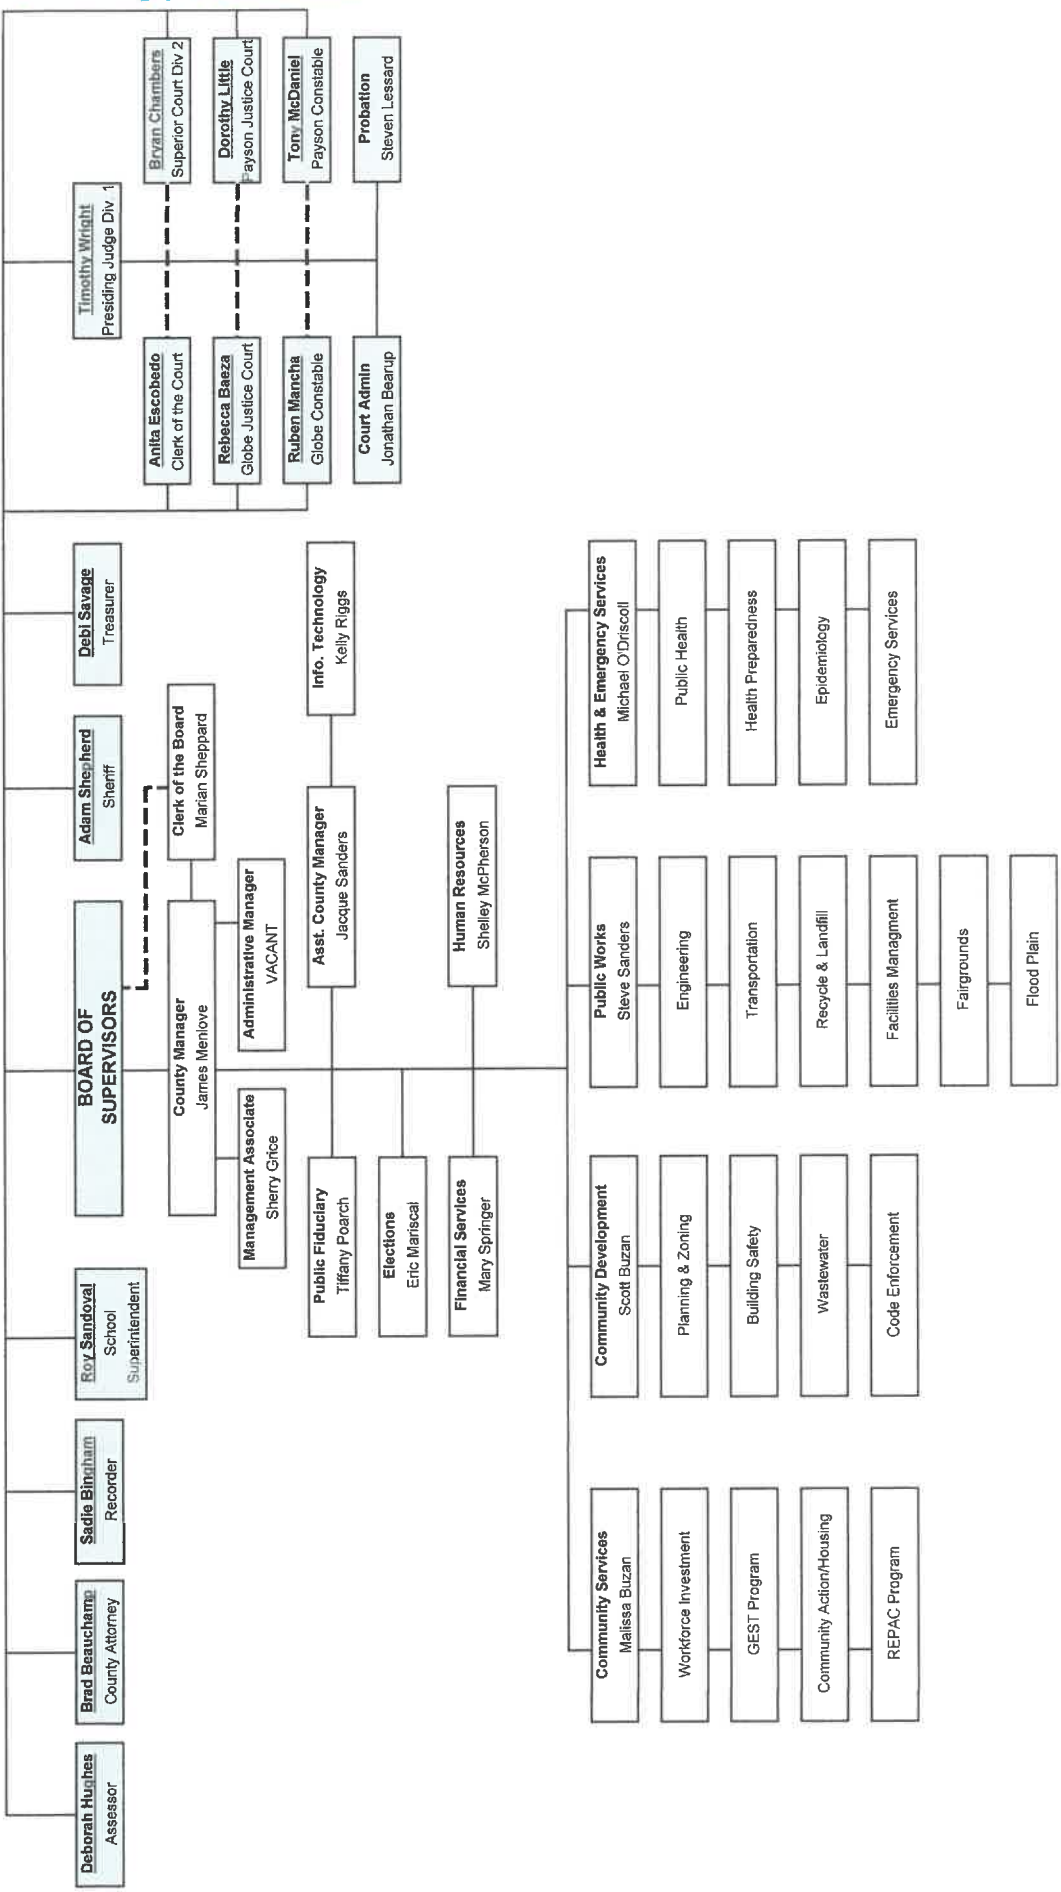 Deborah Hughes
Assessor
Brad Beauchamp
County Attorney
Sadie Bingham
Recorder
Roy Sandoval
School
Superintendent
BOARD OF
SUPERVISORS
Adam Shepherd
Sheriff
Debi Savage
Treasurer
Timothy Wright
Presiding Judge Div. 1
Anita Escobedo
Clerk of the Court
Bryan Chambers
Superior Court Div 2
Rebecca Baeza
Globe Justice Court
Dorothy Little
Payson Justice Court
Ruben Mancha
Globe Constable
Tony McDaniel
Payson Constable
Court Admin
Jonathan Bearup
Probation
Steven Lessard
County Manager
James Menlove
Clerk of the Board
Marian Sheppard
Management Associate
Sherry Grice
Administrative Manager
VACANT
Public Fiduciary
Tiffany Poarch
Asst. County Manager
Jacque Sanders
Info. Technology
Kelly Riggs
Elections
Eric Mariscal
Financial Services
Mary Springer
Human Resources
Shelley McPherson
Community Services
Malissa Buzan
Workforce Investment
GEST Program
Community Action/Housing
REPAC Program
Community Development
Scott Buzan
Planning & Zoning
Building Safety
Wastewater
Code Enforcement
Public Works
Steve Sanders
Engineering
Transportation
Recycle & Landfill
Facilities Managment
Fairgrounds
Flood Plain
Health & Emergency Services
Michael O'Driscoll
Public Health
Health Preparedness
Epidemiology
Emergency Services